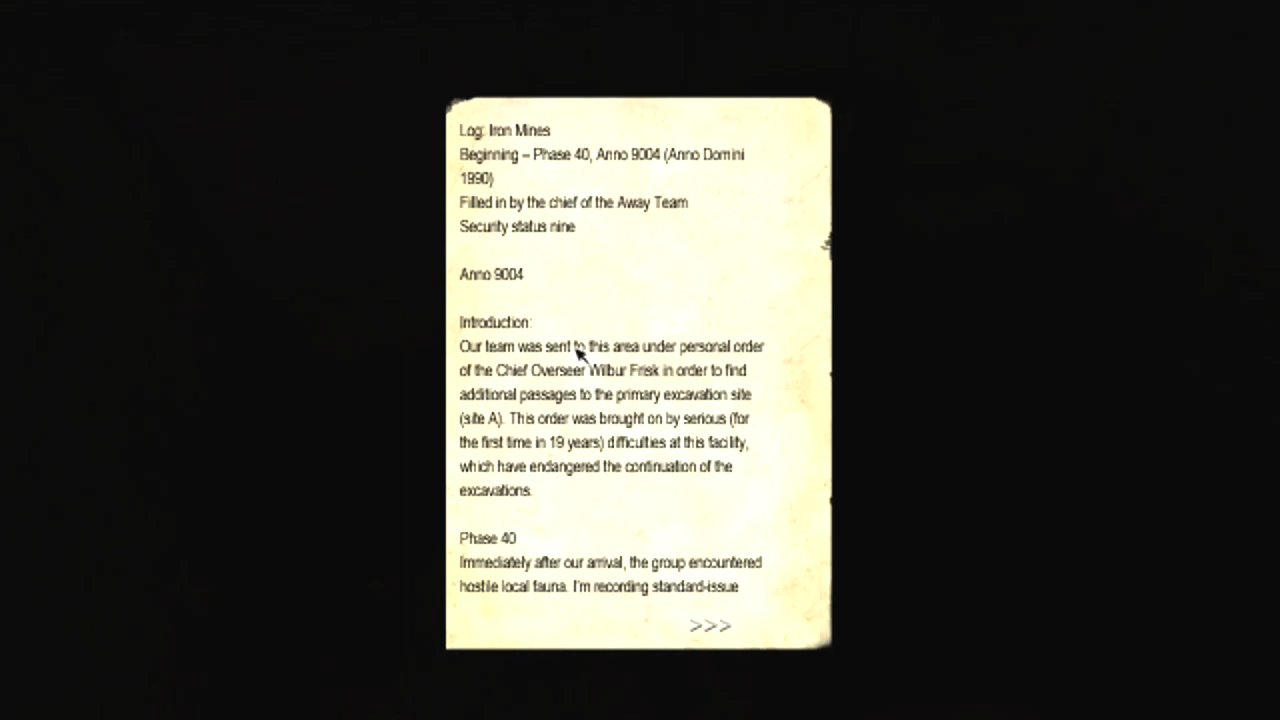 Log: Iron Mines
Beginning – Phase 40, Anno 9004 (Anno Domini
1990)
Filled in by the chief of the Away Team
Security status nine
Anno 9004
Introduction:
Our team was sent to this area under personal order
of the Chief Overseer Wilbur Frisk in order to find
additional passages to the primary excavation site
(site A). This order was brought on by serious (for
the first time in 19 years) difficulties at this facility,
which have endangered the continuation of the
excavations.
Phase 40
Immediately after our arrival, the group encountered
hostile local fauna. I'm recording standard-issue
>>>